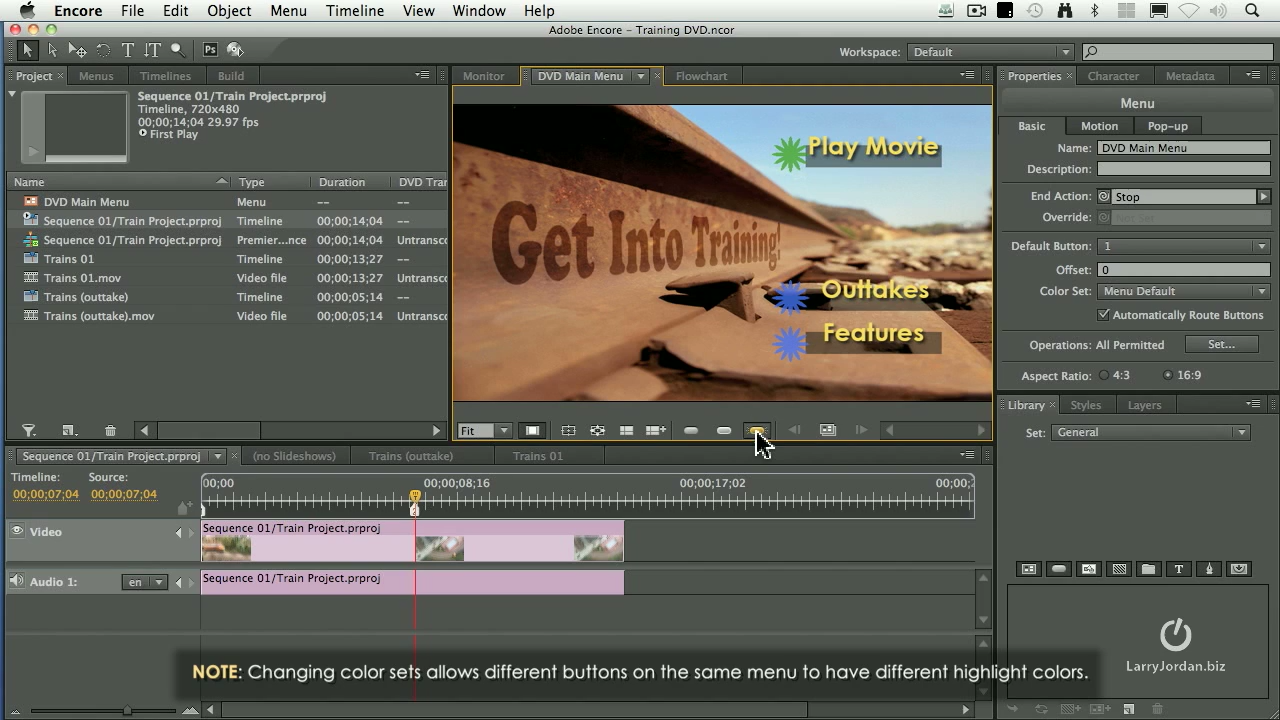 Encore File Edit Object Menu Timeline View Window Help
Adobe Encore – Training DVD.ncor
T T Ps Workspace: Default
Project Menus Timelines Build
Sequence 01/Train Project.prproj
Timeline, 720x480
00;00;14;04 29.97 fps
First Play
Name Type Duration DVD Tran
DVD Main Menu Menu -- --
Sequence 01/Train Project.prproj Timeline 00;00;14;04 --
Sequence 01/Train Project.prproj Premier...nce 00;00;14;04 Untransco
Trains 01 Timeline 00;00;13;27 --
Trains 01.mov Video file 00;00;13;27 Untransco
Trains (outtake) Timeline 00;00;05;14 --
Trains (outtake).mov Video file 00;00;05;14 Untransco
Monitor DVD Main Menu Flowchart
Play Movie
Get Into Training!
Outtakes
Features
Fit
Properties Character Metadata
Menu
Basic Motion Pop-up
Name: DVD Main Menu
Description:
End Action: Stop
Override: Not Set
Default Button: 1
Offset: 0
Color Set: Menu Default
Automatically Route Buttons
Operations: All Permitted Set...
Aspect Ratio: 4:3 16:9
Library Styles Layers
Set: General
T
LarryJordan.biz
Sequence 01/Train Project.prproj (no Slideshows) Trains (outtake) Trains 01
Timeline: Source:
00;00;07;04 00;00;07;04
00;00 00;00;08;16 00;00;17;02 00;00;2
Video
Sequence 01/Train Project.prproj
Audio 1: en
Sequence 01/Train Project.prproj
NOTE: Changing color sets allows different buttons on the same menu to have different highlight colors.